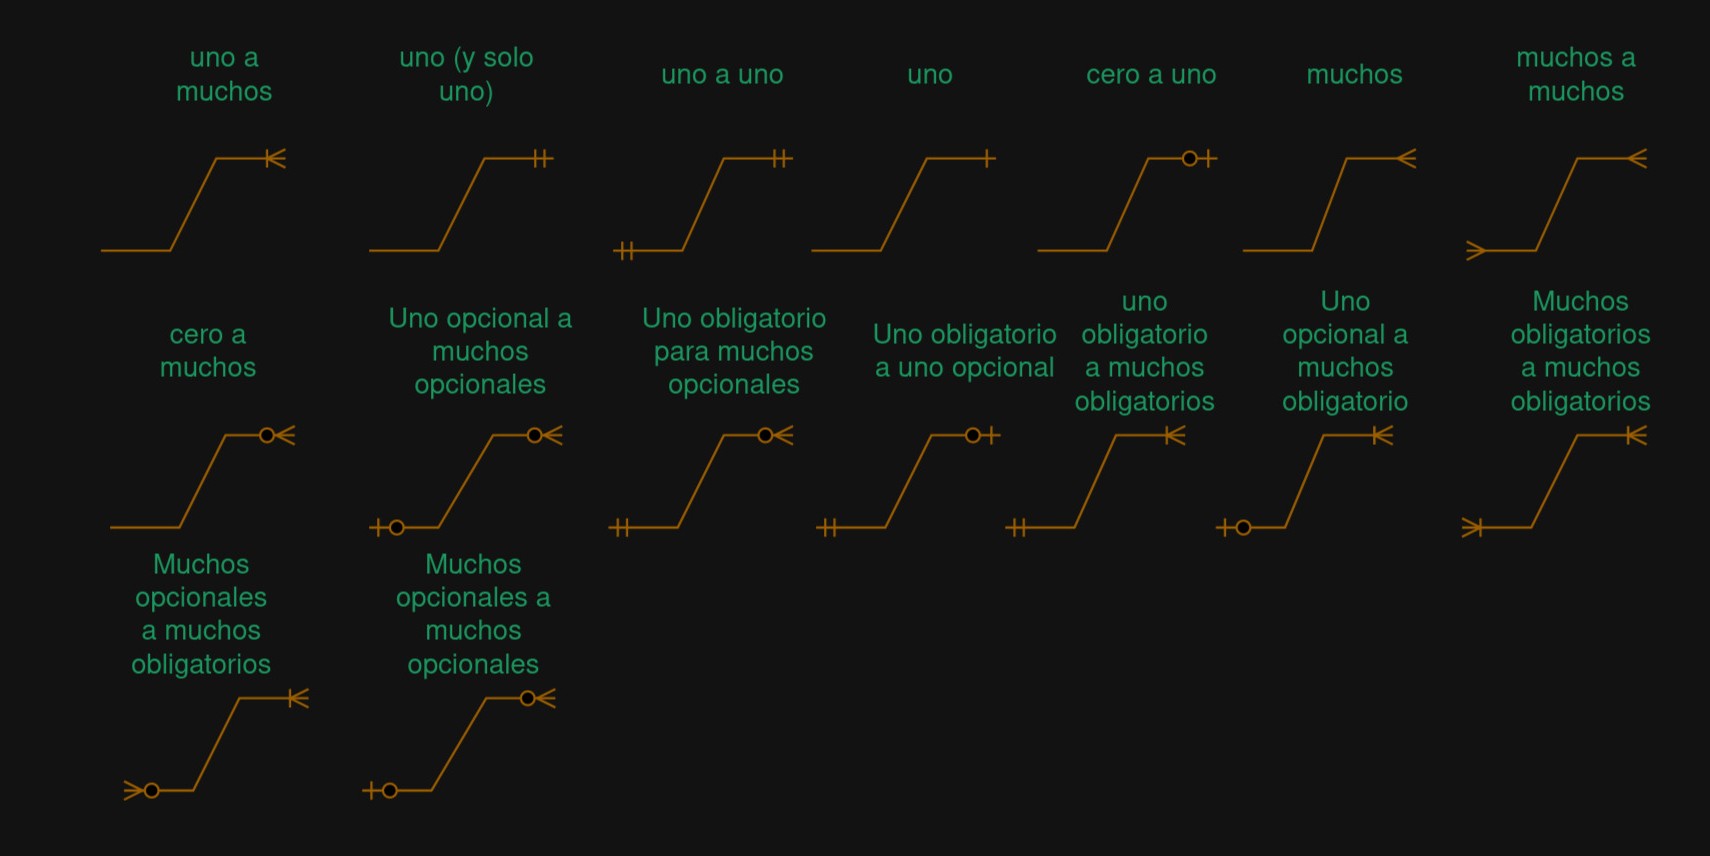 uno a
muchos
uno (y solo
uno)
uno a uno
uno
cero a uno
muchos
muchos a
muchos
cero a
muchos
Uno opcional a
muchos
opcionales
Uno obligatorio
para muchos
opcionales
Uno obligatorio
a uno opcional
uno
obligatorio
a muchos
obligatorios
Uno
opcional a
muchos
obligatorio
Muchos
obligatorios
a muchos
obligatorios
Muchos
opcionales
a muchos
obligatorios
Muchos
opcionales a
muchos
opcionales